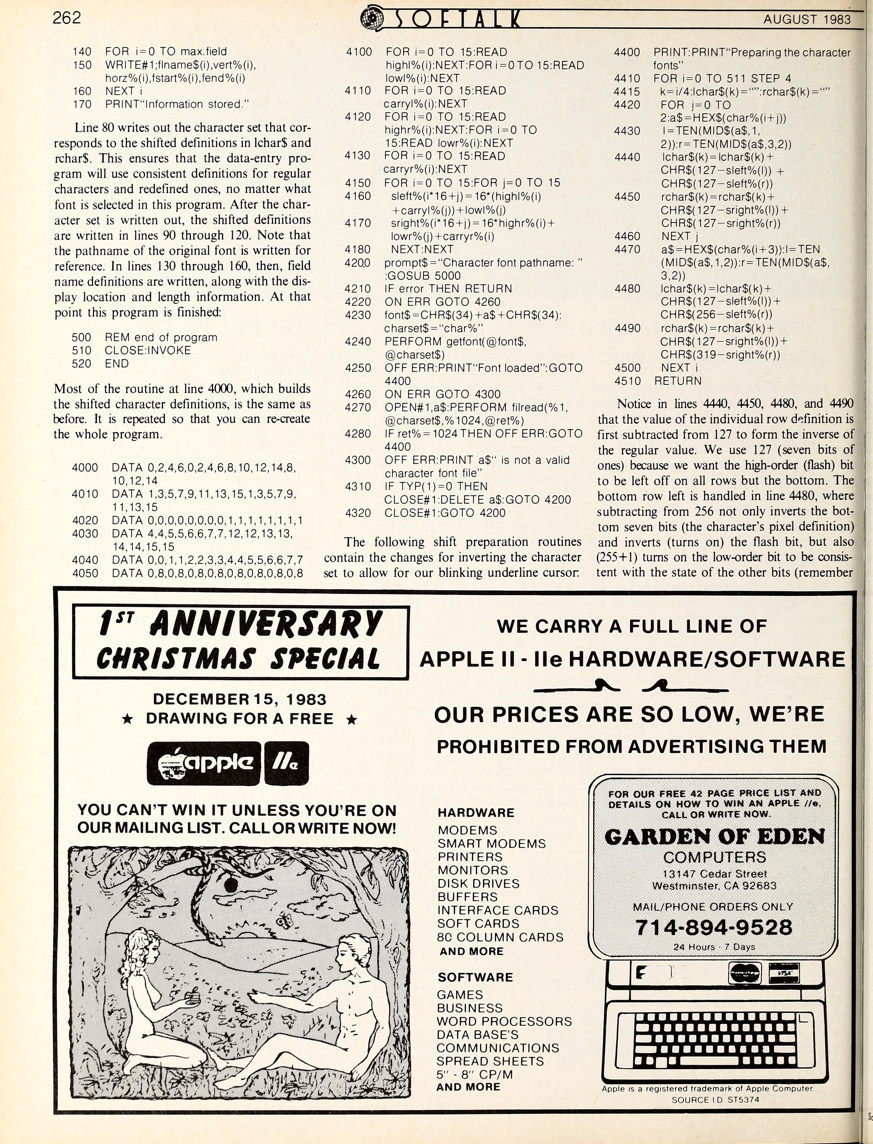 262
SOFTALK
AUGUST 1983
140 FOR i=0 TO max.field
150 WRITE#1;flname$(i),vert%(i),
horz%(i),fstart%(i),fend%(i)
160 NEXT i
170 PRINT"Information stored."
Line 80 writes out the character set that cor-
responds to the shifted definitions in lchar$ and
rchar$. This ensures that the data-entry pro-
gram will use consistent definitions for regular
characters and redefined ones, no matter what
font is selected in this program. After the char-
acter set is written out, the shifted definitions
are written in lines 90 through 120. Note that
the pathname of the original font is written for
reference. In lines 130 through 160, then, field
name definitions are written, along with the dis-
play location and length information. At that
point this program is finished:
500 REM end of program
510 CLOSE:INVOKE
520 END
Most of the routine at line 4000, which builds
the shifted character definitions, is the same as
before. It is repeated so that you can re-create
the whole program.
4000 DATA 0,2,4,6,0,2,4,6,8,10,12,14,8,
10,12,14
4010 DATA 1,3,5,7,9,11,13,15,1,3,5,7,9,
11,13,15
4020 DATA 0,0,0,0,0,0,0,0,1,1,1,1,1,1,1,1
4030 DATA 4,4,5,5,6,6,7,7,12,12,13,13,
14,14,15,15
4040 DATA 0,0,1,1,2,2,3,3,4,4,5,5,6,6,7,7
4050 DATA 0,8,0,8,0,8,0,8,0,8,0,8,0,8,0,8
4100 FOR i=0 TO 15:READ
highl%(i):NEXT:FOR i=0 TO 15:READ
lowl%(i):NEXT
4110 FOR i=0 TO 15:READ
carryl%(i):NEXT
4120 FOR i=0 TO 15:READ
highr%(i):NEXT:FOR i=0 TO
15:READ lowr%(i):NEXT
4130 FOR i=0 TO 15:READ
carryr%(i):NEXT
4150 FOR i=0 TO 15:FOR j=0 TO 15
4160 sleft%(i*16+j)=16*(highl%(i)
+carryl%(j))+lowl%(j)
4170 sright%(i*16+j)=16*highr%(i)+
lowr%(j)+carryr%(i)
4180 NEXT:NEXT
4200 prompt$="Character font pathname: "
:GOSUB 5000
4210 IF error THEN RETURN
4220 ON ERR GOTO 4260
4230 font$=CHR$(34)+a$+CHR$(34):
charset$="char%"
4240 PERFORM getfont(@font$,
@charset$)
4250 OFF ERR:PRINT"Font loaded":GOTO
4400
4260 ON ERR GOTO 4300
4270 OPEN#1,a$:PERFORM filread(%1,
@charset$,%1024,@ret%)
4280 IF ret%=1024 THEN OFF ERR:GOTO
4400
4300 OFF ERR:PRINT a$" is not a valid
character font file"
4310 IF TYP(1)=0 THEN
CLOSE#1:DELETE a$:GOTO 4200
4320 CLOSE#1:GOTO 4200
The following shift preparation routines
contain the changes for inverting the character
set to allow for our blinking underline cursor:
4400 PRINT:PRINT"Preparing the character
fonts"
4410 FOR i=0 TO 511 STEP 4
4415 k=i/4:lchar$(k)="":rchar$(k)=""
4420 FOR j=0 TO
2:a$=HEX$(char%(i+j))
4430 l=TEN(MID$(a$,1,
2)):r=TEN(MID$(a$,3,2))
4440 lchar$(k)=lchar$(k)+
CHR$(127-sleft%(l)) +
CHR$(127-sleft%(r))
4450 rchar$(k)=rchar$(k)+
CHR$(127-sright%(l))+
CHR$(127-sright%(r))
4460 NEXT j
4470 a$=HEX$(char%(i+3)):l=TEN
(MID$(a$,1,2)):r=TEN(MID$(a$,
3,2))
4480 lchar$(k)=lchar$(k)+
CHR$(127-sleft%(l))+
CHR$(256-sleft%(r))
4490 rchar$(k)=rchar$(k)+
CHR$(127-sright%(l))+
CHR$(319-sright%(r))
4500 NEXT i
4510 RETURN
Notice in lines 4440, 4450, 4480, and 4490
that the value of the individual row definition is
first subtracted from 127 to form the inverse of
the regular value. We use 127 (seven bits of
ones) because we want the high-order (flash) bit
to be left off on all rows but the bottom. The
bottom row left is handled in line 4480, where
subtracting from 256 not only inverts the bot-
tom seven bits (the character's pixel definition)
and inverts (turns on) the flash bit, but also
(255+1) turns on the low-order bit to be consis-
tent with the state of the other bits (remember
1ST ANNIVERSARY
CHRISTMAS SPECIAL
DECEMBER 15, 1983
★ DRAWING FOR A FREE ★
apple //e
YOU CAN'T WIN IT UNLESS YOU'RE ON
OUR MAILING LIST. CALL OR WRITE NOW!
WE CARRY A FULL LINE OF
APPLE II - IIe HARDWARE/SOFTWARE
OUR PRICES ARE SO LOW, WE'RE
PROHIBITED FROM ADVERTISING THEM
HARDWARE
MODEMS
SMART MODEMS
PRINTERS
MONITORS
DISK DRIVES
BUFFERS
INTERFACE CARDS
SOFT CARDS
80 COLUMN CARDS
AND MORE
SOFTWARE
GAMES
BUSINESS
WORD PROCESSORS
DATA BASE'S
COMMUNICATIONS
SPREAD SHEETS
5" - 8" CP/M
AND MORE
FOR OUR FREE 42 PAGE PRICE LIST AND
DETAILS ON HOW TO WIN AN APPLE //e,
CALL OR WRITE NOW.
GARDEN OF EDEN
COMPUTERS
13147 Cedar Street
Westminster, CA 92683
MAIL/PHONE ORDERS ONLY
714-894-9528
24 Hours - 7 Days
VISA
Apple is a registered trademark of Apple Computer
SOURCE I.D. ST5374